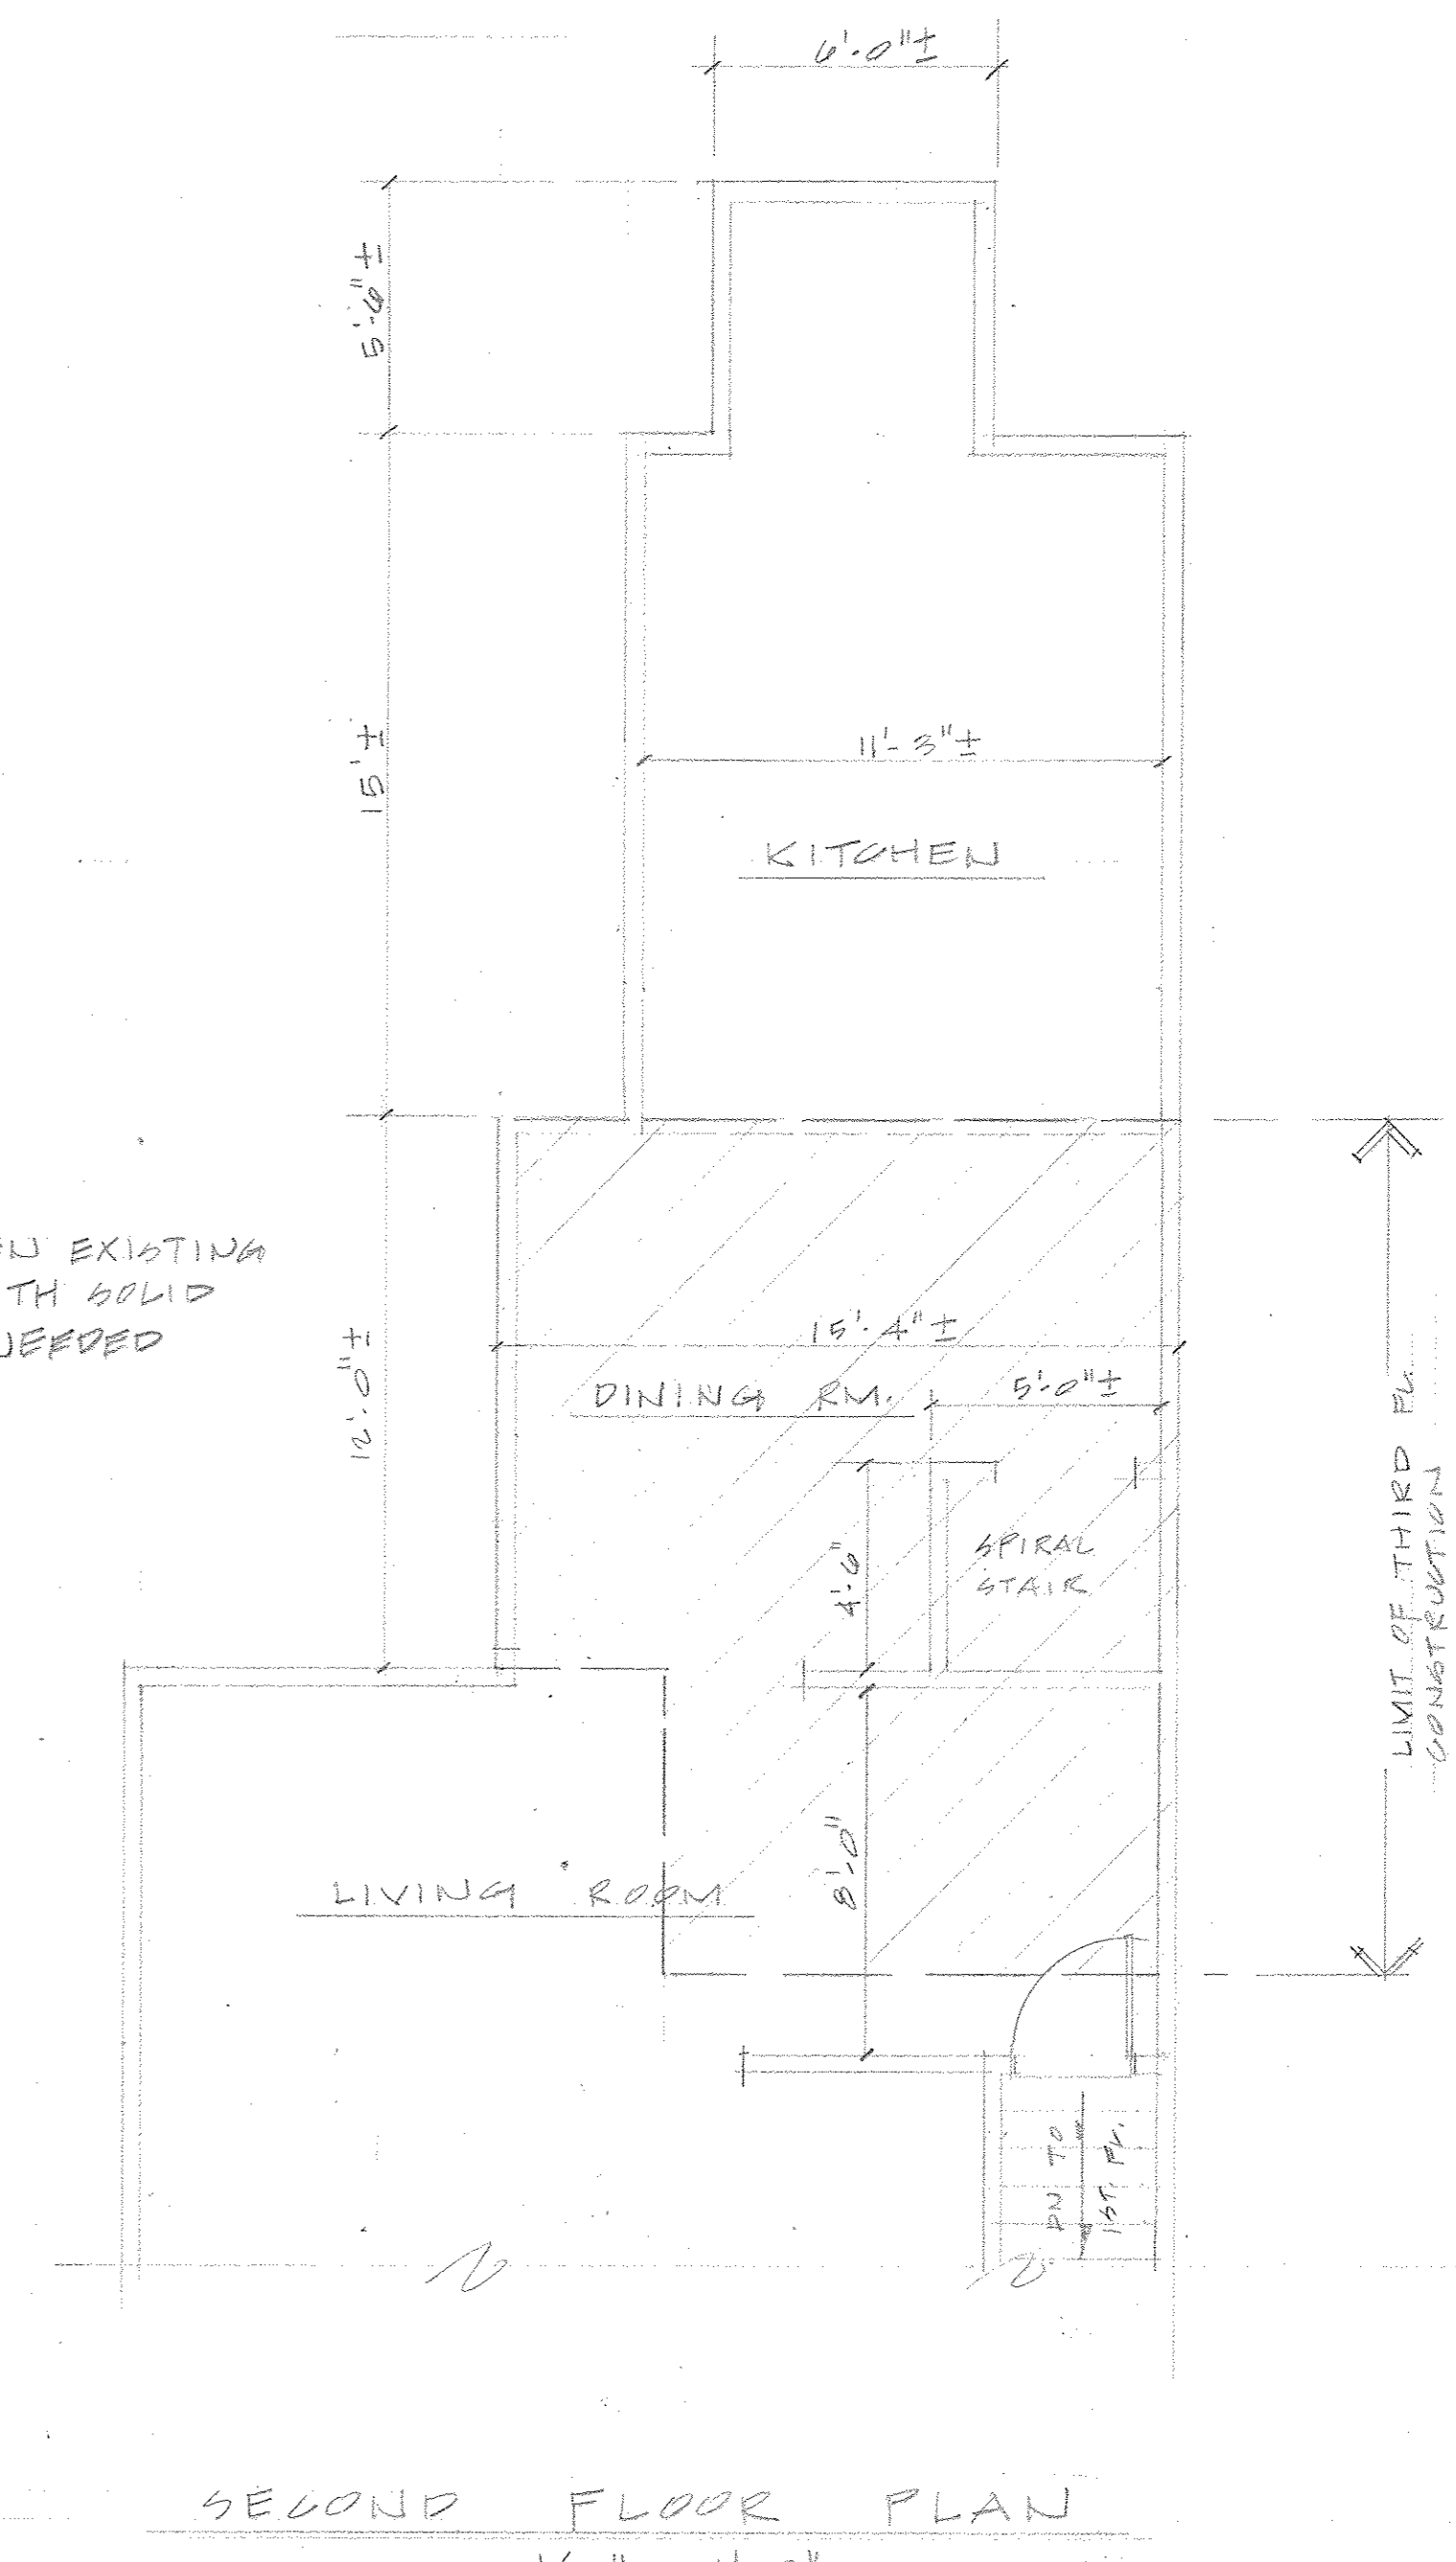 6'-0"±
5'-6"±
15'±
11'-3"±
KITCHEN
EXISTING
SOLID
NEEDED
12'-0"±
15'-4"±
DINING RM.
5'-0"±
4'-6"
SPIRAL
STAIR
LIMIT OF THIRD FL.
CONSTRUCTION
LIVING ROOM
8'-0"
DN TO
1ST. FL.
SECOND FLOOR PLAN